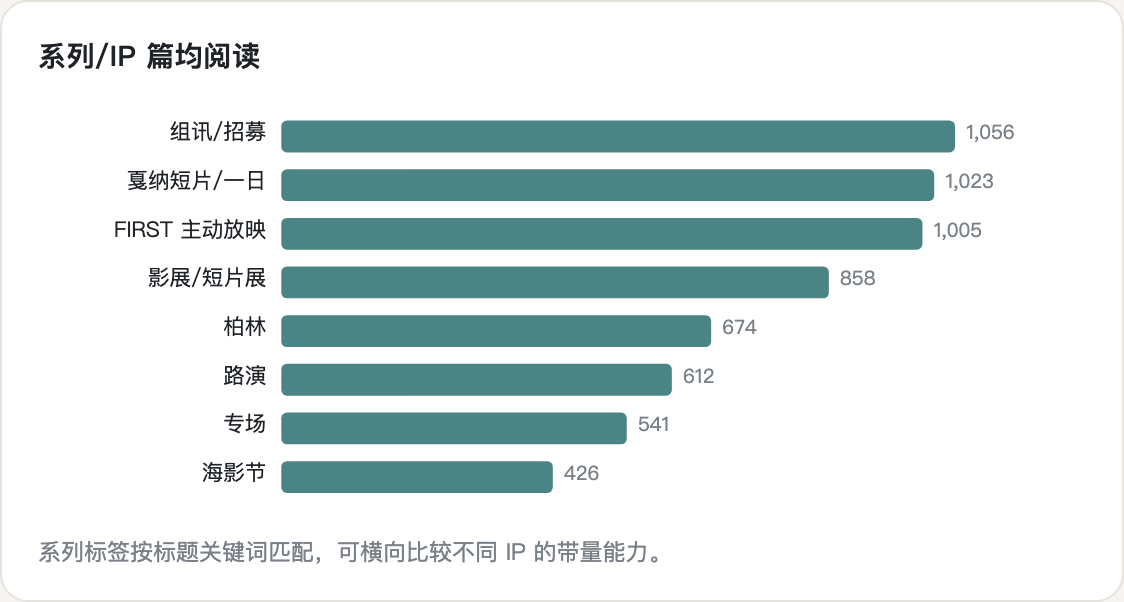 系列/IP 篇均阅读
组讯/招募 1,056
戛纳短片/一日 1,023
FIRST 主动放映 1,005
影展/短片展 858
柏林 674
路演 612
专场 541
海影节 426
系列标签按标题关键词匹配，可横向比较不同 IP 的带量能力。